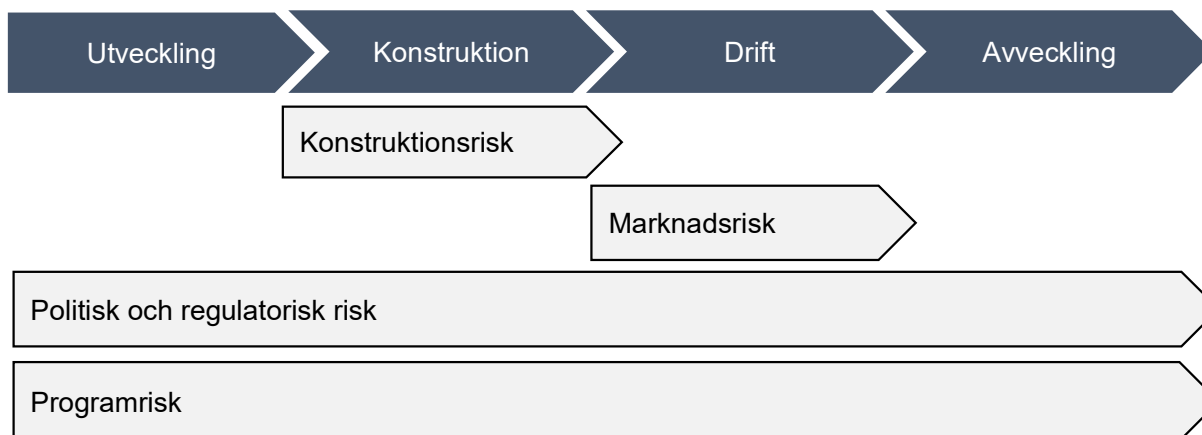 Utveckling
Konstruktion
Drift
Avveckling
Konstruktionsrisk
Marknadsrisk
Politisk och regulatorisk risk
Programrisk